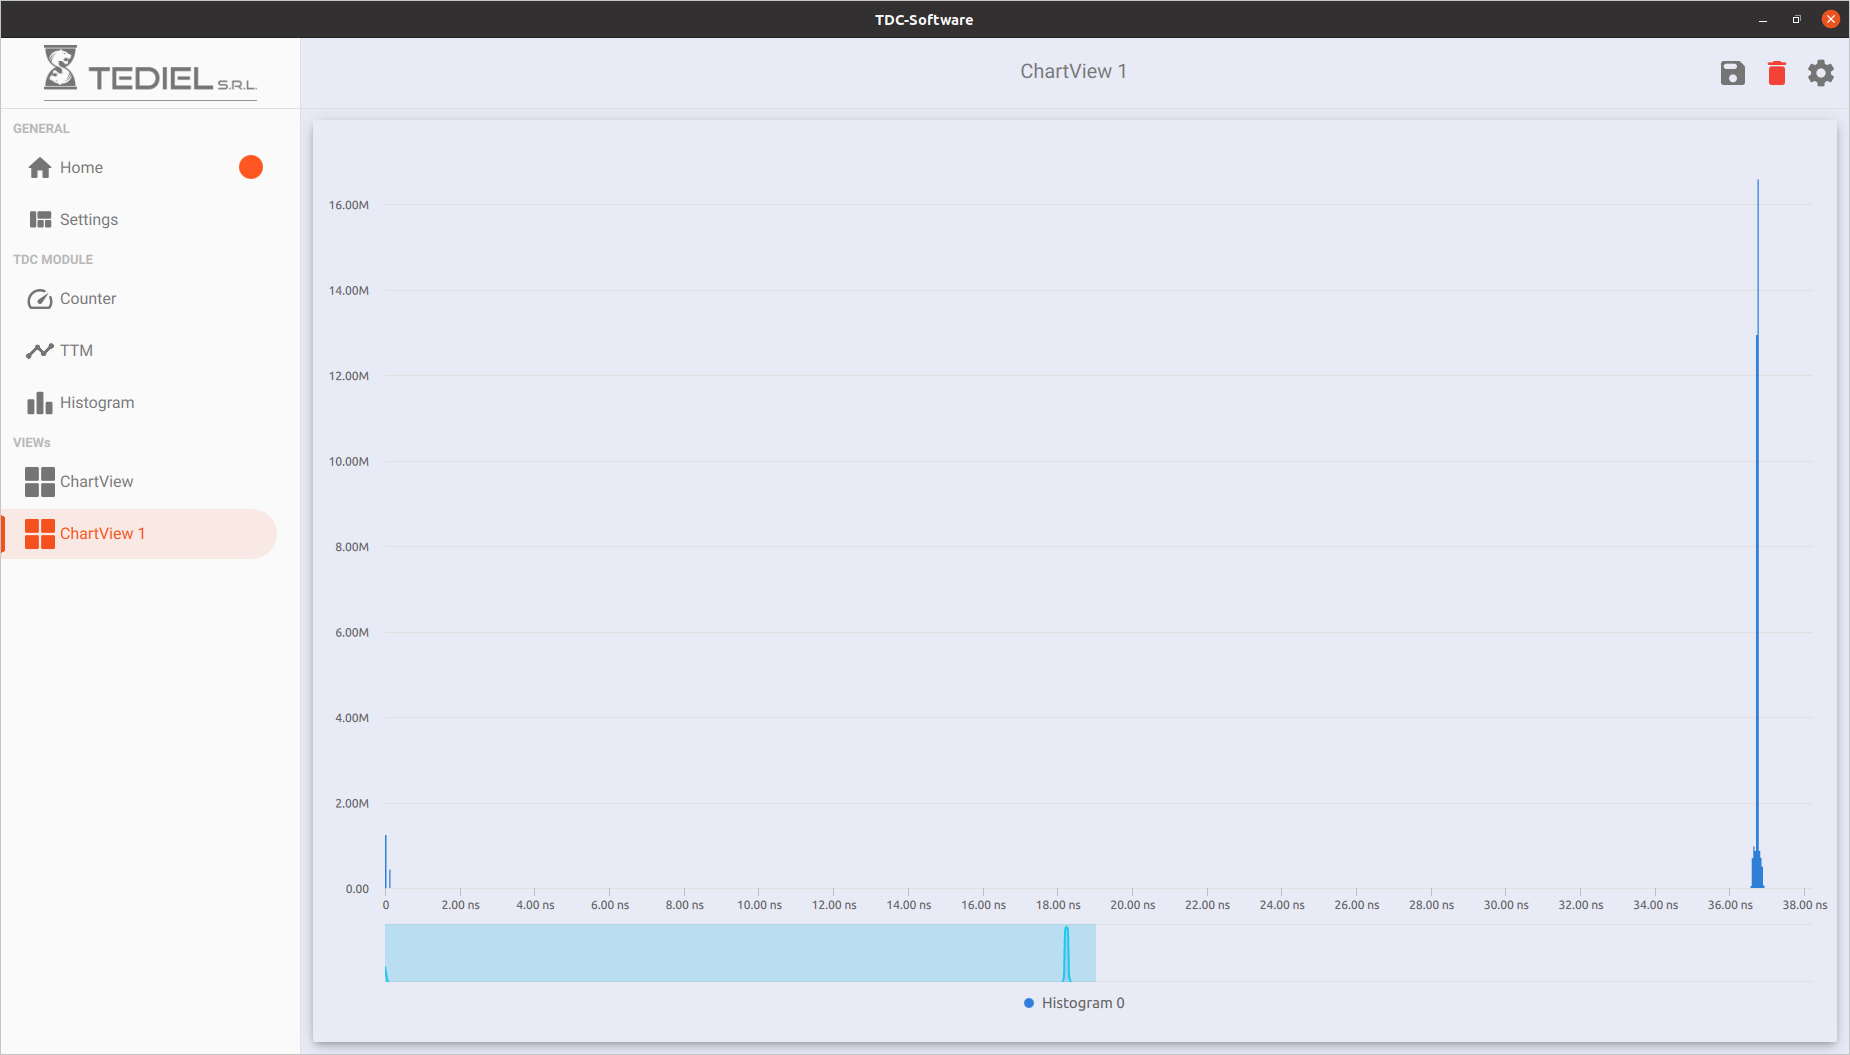 TDC-Software
TEDIEL S.R.L.
ChartView 1
GENERAL
Home
Settings
TDC MODULE
Counter
TTM
Histogram
VIEWs
ChartView
ChartView 1
16.00M
14.00M
12.00M
10.00M
8.00M
6.00M
4.00M
2.00M
0.00
0 2.00 ns 4.00 ns 6.00 ns 8.00 ns 10.00 ns 12.00 ns 14.00 ns 16.00 ns 18.00 ns 20.00 ns 22.00 ns 24.00 ns 26.00 ns 28.00 ns 30.00 ns 32.00 ns 34.00 ns 36.00 ns 38.00 ns
Histogram 0